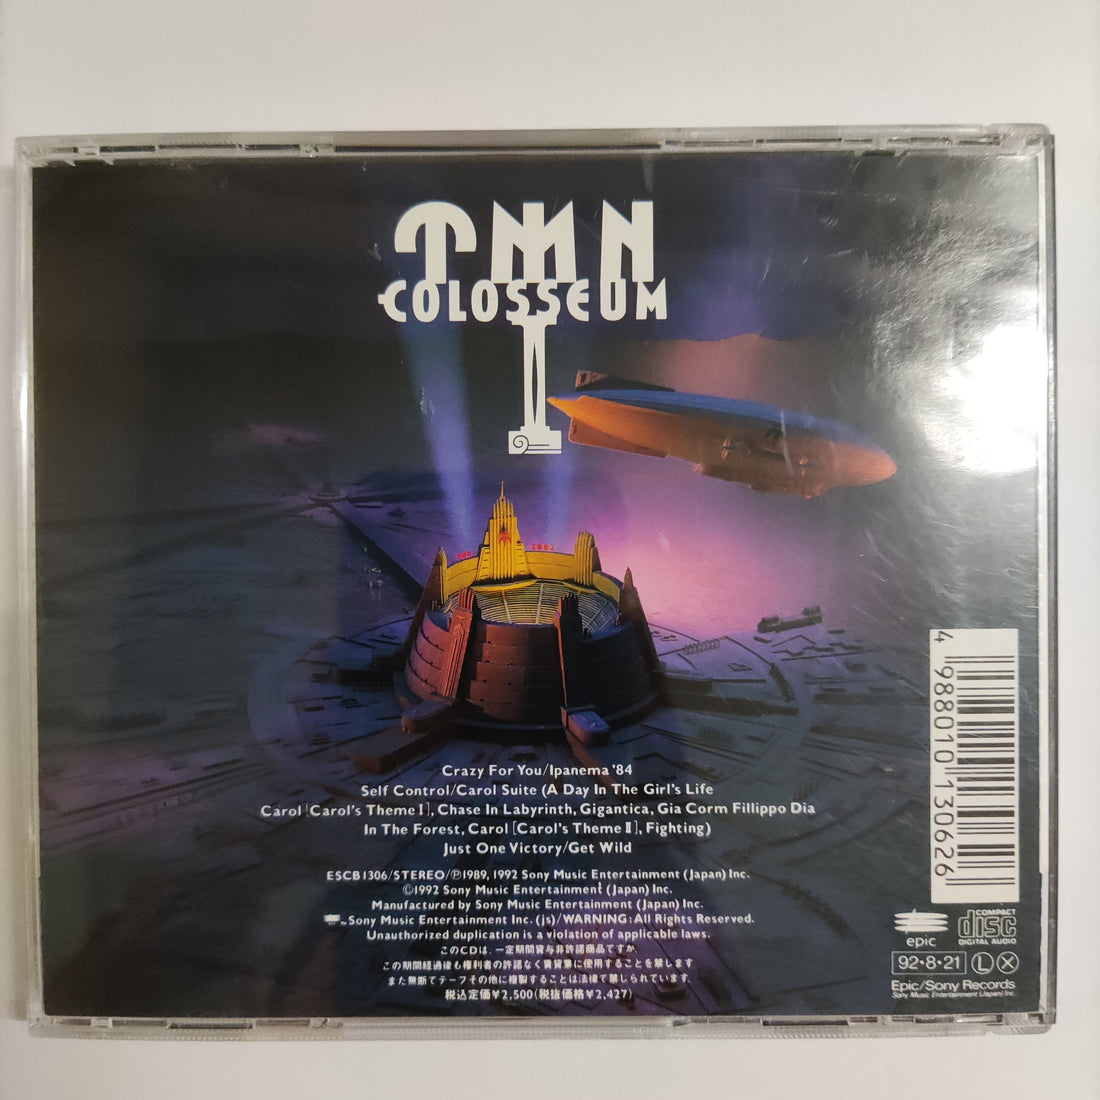 TMN
COLOSSEUM
I
TMN 1992
Crazy For You/Ipanema '84
Self Control/Carol Suite (A Day In The Girl's Life
Carol [Carol's Theme I], Chase In Labyrinth, Gigantica, Gia Corm Fillippo Dia
In The Forest, Carol [Carol's Theme II], Fighting)
Just One Victory/Get Wild
ESCB1306/STEREO/Ⓟ1989, 1992 Sony Music Entertainment (Japan) Inc.
©1992 Sony Music Entertainment (Japan) Inc.
Manufactured by Sony Music Entertainment (Japan) Inc.
™Sony Music Entertainment Inc. (js)/WARNING: All Rights Reserved.
Unauthorized duplication is a violation of applicable laws.
このCDは、一定期間貸与非許諾商品ですが、
この期間経過後も権利者の許諾なく賃貸業に使用することを禁します
また無断でテープその他に複製することは法律で禁じられています。
税込定価¥2,500(税抜価格¥2,427)
4 988010 130626
epic
COMPACT
disc
DIGITAL AUDIO
92・8・21 Ⓛ Ⓧ
Epic/Sony Records
Sony Music Entertainment (Japan) Inc.